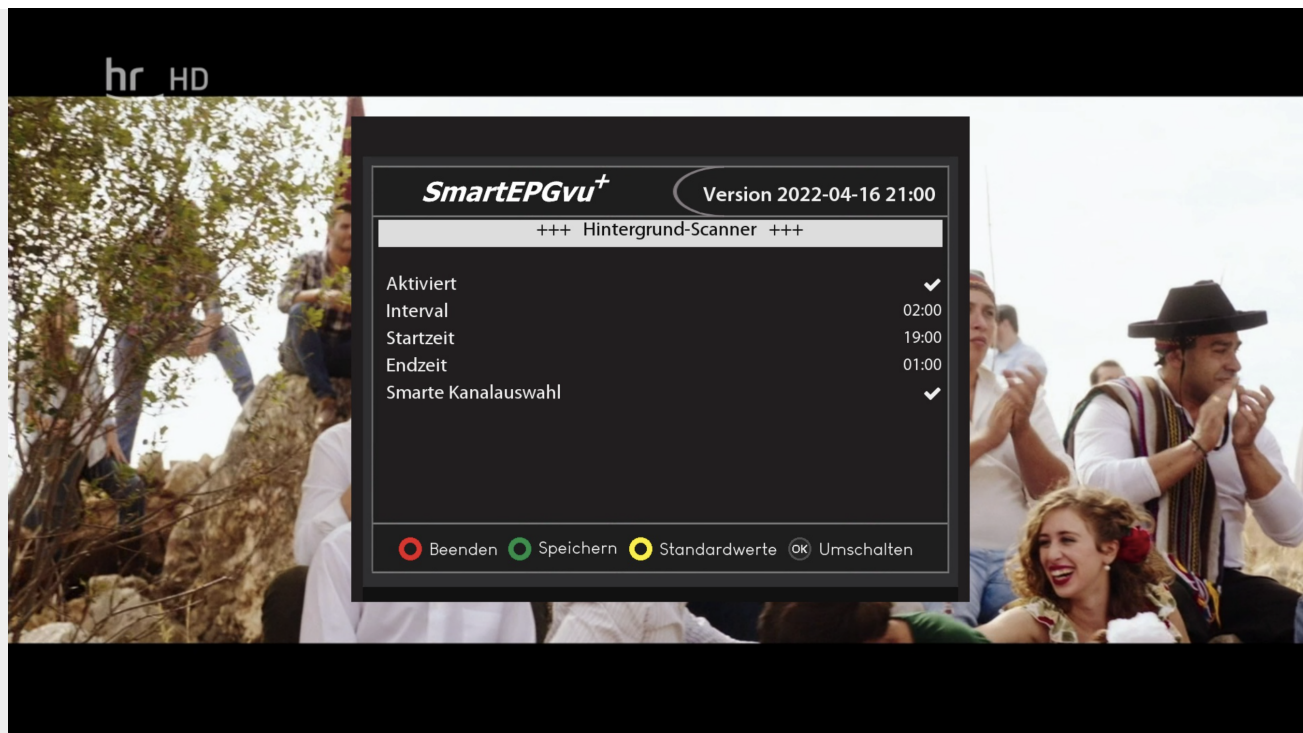 hr HD
SmartEPGvu+
Version 2022-04-16 21:00
+++ Hintergrund-Scanner +++
Aktiviert ✔
Interval 02:00
Startzeit 19:00
Endzeit 01:00
Smarte Kanalauswahl ✔
Beenden Speichern Standardwerte OK Umschalten